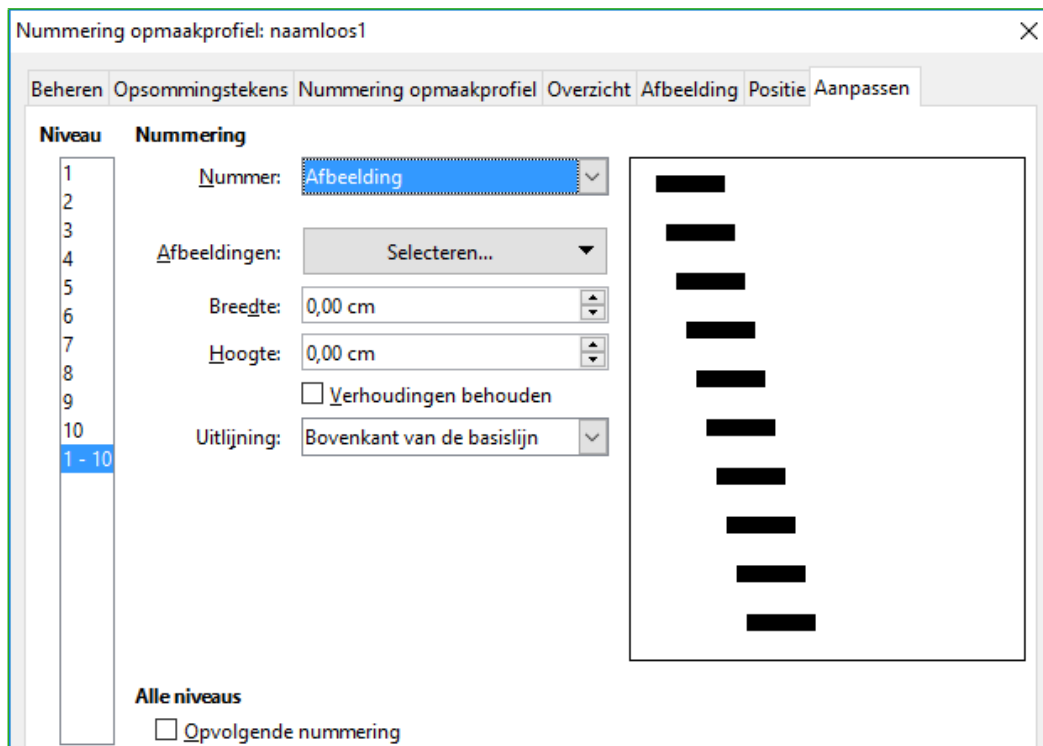 Nummering opmaakprofiel: naamloos1
Beheren Opsommingstekens Nummering opmaakprofiel Overzicht Afbeelding Positie Aanpassen
Niveau
1
2
3
4
5
6
7
8
9
10
1 - 10
Nummering
Nummer: Afbeelding
Afbeeldingen: Selecteren...
Breedte: 0,00 cm
Hoogte: 0,00 cm
Verhoudingen behouden
Uitlijning: Bovenkant van de basislijn
Alle niveaus
Opvolgende nummering